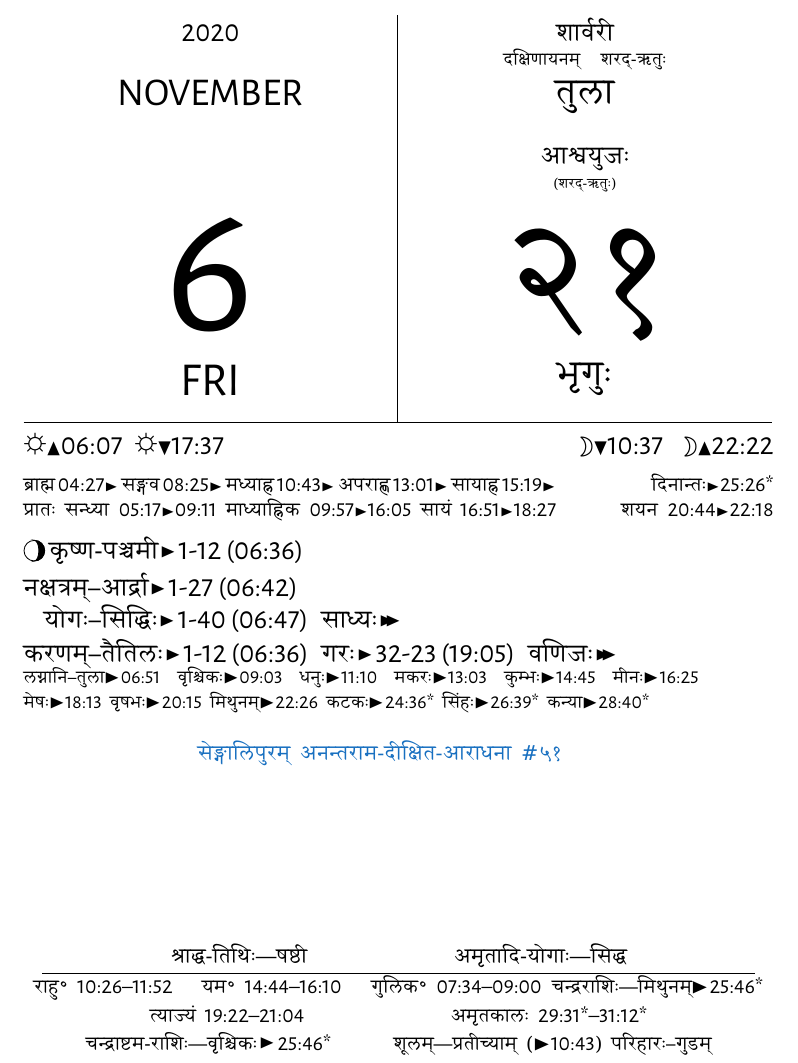 2020
NOVEMBER
6
FRI
शार्वरी
दक्षिणायनम् शरद्-ऋतुः
तुला
आश्वयुजः
(शरद्-ऋतुः)
२१
भृगुः
☼▲06:07 ☼▼17:37 ☽▼10:37 ☽▲22:22
ब्राह्म04:27► सङ्गव08:25► मध्याह्न10:43► अपराह्ण13:01► सायाह्न15:19► दिनान्तः►25:26*
प्रातः सन्ध्या 05:17►09:11 माध्याह्निक 09:57►16:05 सायं 16:51►18:27 शयन 20:44►22:18
कृष्ण-पञ्चमी►1-12 (06:36)
नक्षत्रम्–आर्द्रा►1-27 (06:42)
योगः–सिद्धिः►1-40 (06:47) साध्यः►►
करणम्–तैतिलः►1-12 (06:36) गरः►32-23 (19:05) वणिजः►►
लग्नानि–तुला►06:51 वृश्चिकः►09:03 धनुः►11:10 मकरः►13:03 कुम्भः►14:45 मीनः►16:25
मेषः►18:13 वृषभः►20:15 मिथुनम्►22:26 कटकः►24:36* सिंहः►26:39* कन्या►28:40*
सेङ्गालिपुरम् अनन्तराम-दीक्षित-आराधना #५१
श्राद्ध-तिथिः—षष्ठी अमृतादि-योगाः—सिद्ध
राहु॰ 10:26–11:52 यम॰ 14:44–16:10 गुलिक॰ 07:34–09:00 चन्द्रराशिः—मिथुनम्►25:46*
त्याज्यं 19:22–21:04 अमृतकालः 29:31*–31:12*
चन्द्राष्टम-राशिः—वृश्चिकः►25:46* शूलम्—प्रतीच्याम् (►10:43) परिहारः–गुडम्